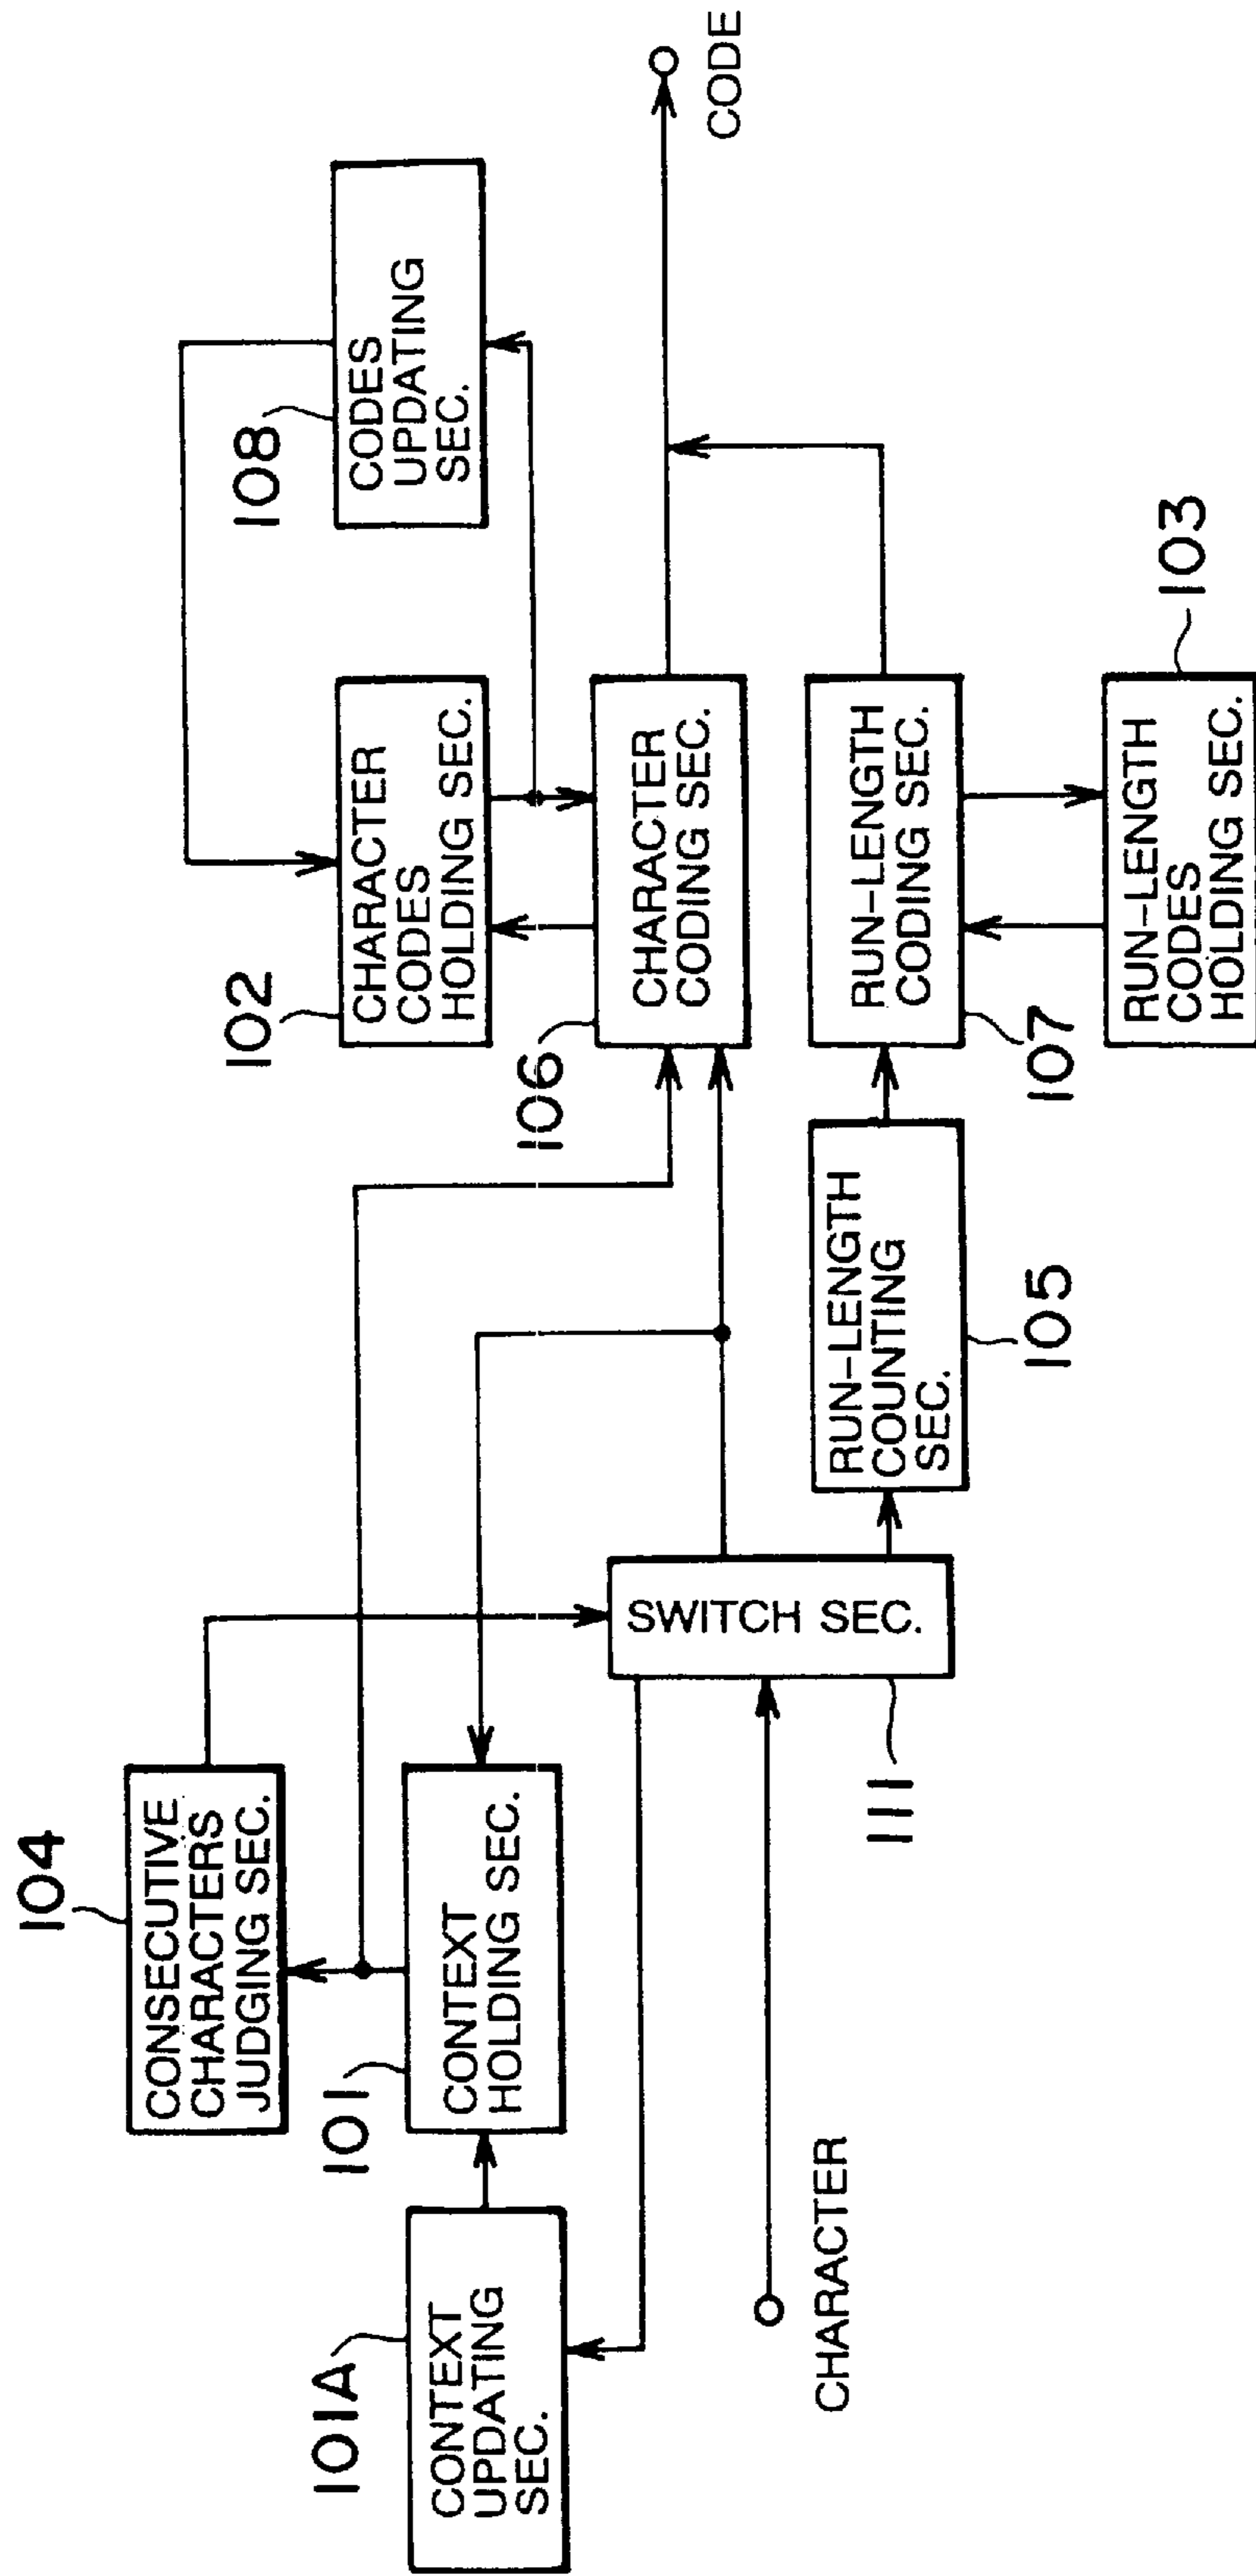 104
CONSECUTIVE
CHARACTERS
JUDGING SEC.
101A
CONTEXT
UPDATING
SEC.
101
CONTEXT
HOLDING SEC.
CHARACTER
SWITCH SEC.
111
RUN-LENGTH
COUNTING
SEC.
105
102
CHARACTER
CODES
HOLDING SEC.
108
CODES
UPDATING
SEC.
106
CHARACTER
CODING SEC.
RUN-LENGTH
CODING SEC.
107
RUN-LENGTH
CODES
HOLDING SEC.
103
CODE